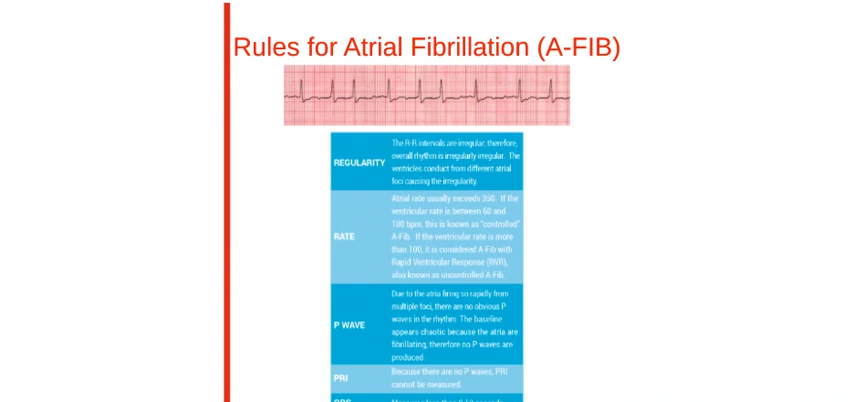 Rules for Atrial Fibrillation (A-FIB)
REGULARITY
The R-R intervals are irregular; therefore,
overall rhythm is irregularly irregular. The
ventricles conduct from different atrial
foci causing the irregularity.
RATE
Atrial rate usually exceeds 350. If the
ventricular rate is between 60 and
100 bpm, this is known as "controlled"
A-Fib. If the ventricular rate is more
than 100, it is considered A-Fib with
Rapid Ventricular Response (RVR),
also known as uncontrolled A-Fib.
P WAVE
Due to the atria firing so rapidly from
multiple foci, there are no obvious P
waves in the rhythm. The baseline
appears chaotic because the atria are
fibrillating, therefore no P waves are
produced.
PRI
Because there are no P waves, PRI
cannot be measured.